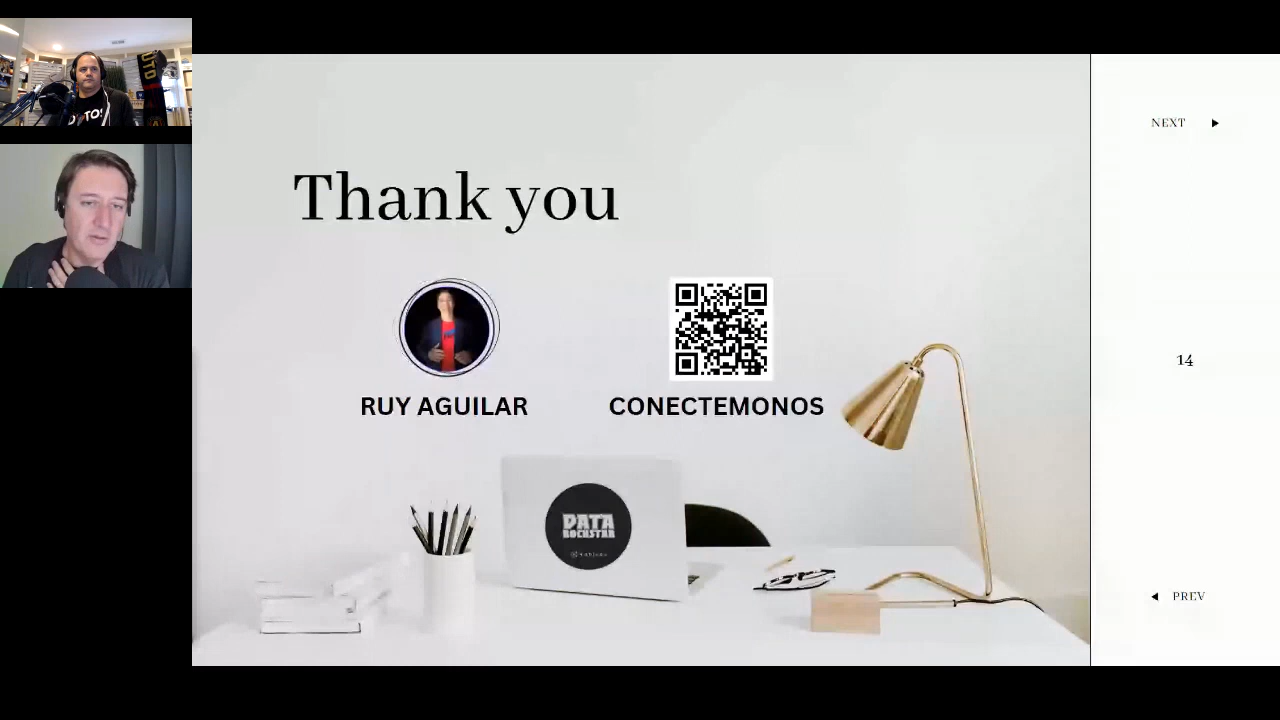 Thank you
RUY AGUILAR
CONECTEMONOS
DATA
ROCKSTAR
NEXT
14
PREV